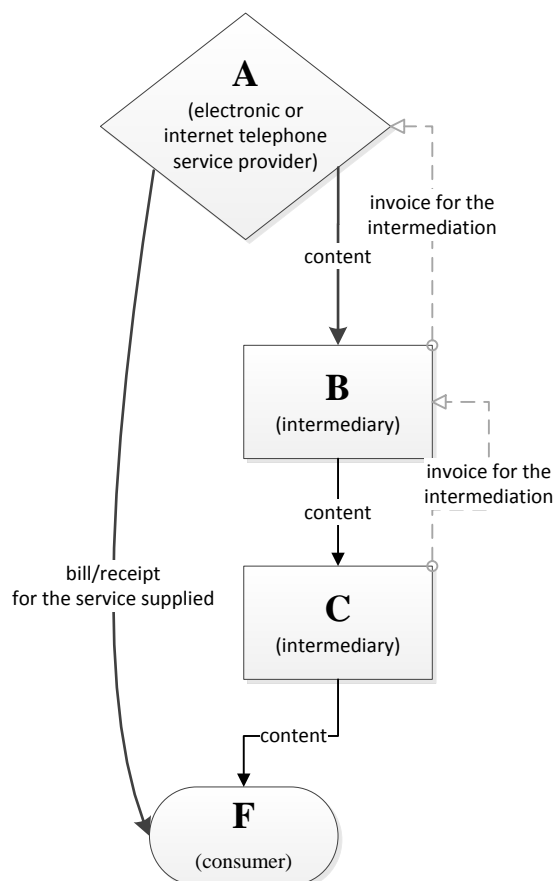 A
(electronic or
internet telephone
service provider)
invoice for the
intermediation
content
B
(intermediary)
invoice for the
intermediation
content
bill/receipt
for the service supplied
C
(intermediary)
content
F
(consumer)